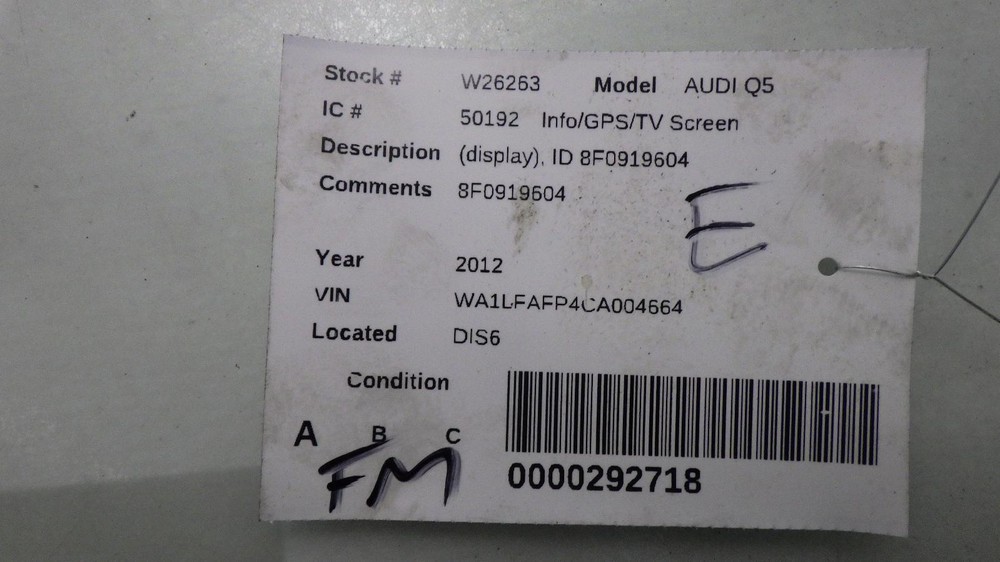 Stock # W26263 Model AUDI Q5
IC # 50192 Info/GPS/TV Screen
Description (display), ID 8F0919604
Comments 8F0919604
E
Year 2012
VIN WA1LFAFP4CA004664
Located DIS6
Condition
A B C
FM
0000292718